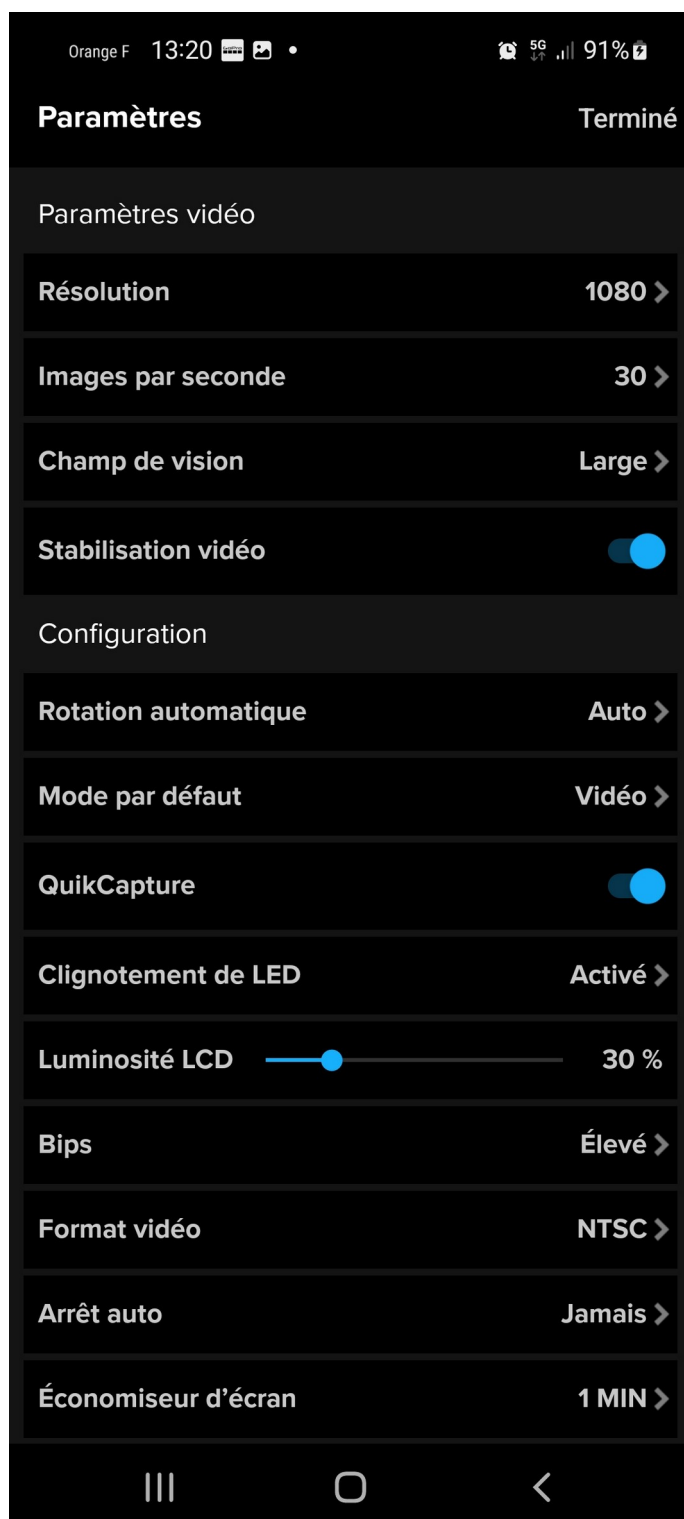 Orange F 13:20 5G 91%
Paramètres Terminé
Paramètres vidéo
Résolution 1080
Images par seconde 30
Champ de vision Large
Stabilisation vidéo
Configuration
Rotation automatique Auto
Mode par défaut Vidéo
QuikCapture
Clignotement de LED Activé
Luminosité LCD 30 %
Bips Élevé
Format vidéo NTSC
Arrêt auto Jamais
Économiseur d’écran 1 MIN